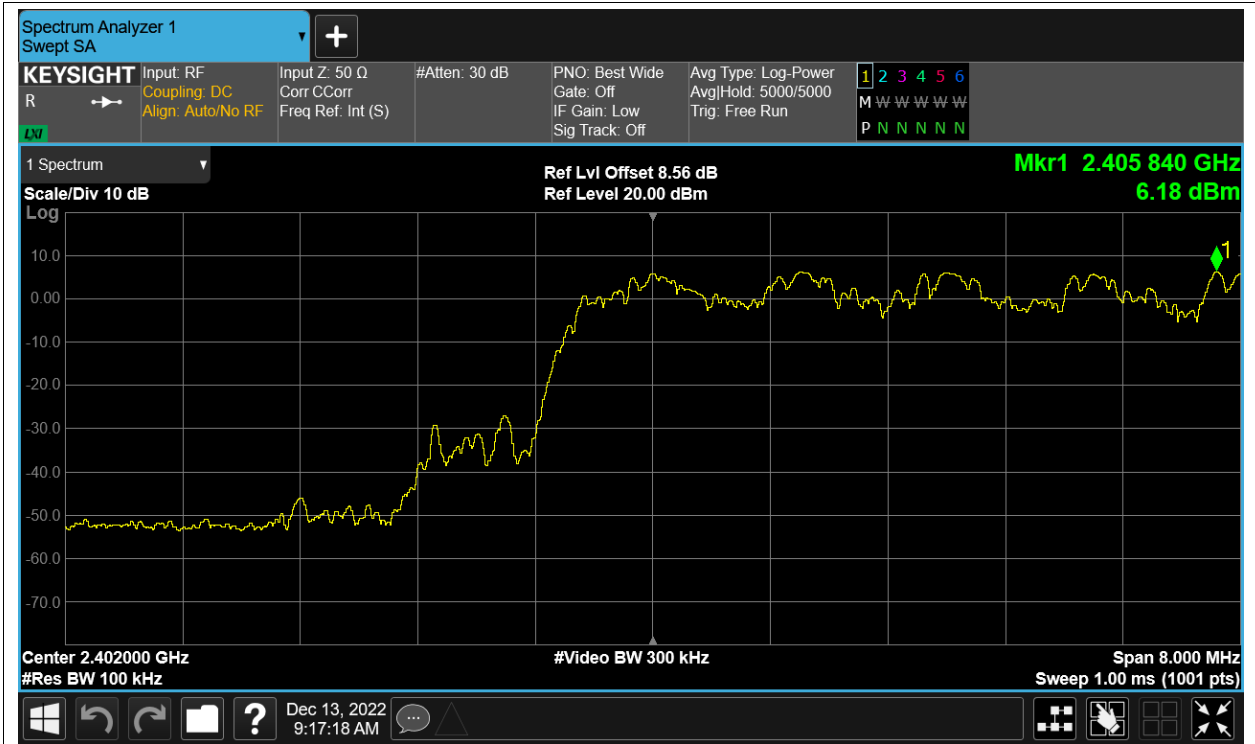 Spectrum Analyzer 1
Swept SA
KEYSIGHT
R
LXI
Input: RF
Coupling: DC
Align: Auto/No RF
Input Z: 50 Ω
Corr CCorr
Freq Ref: Int (S)
#Atten: 30 dB
PNO: Best Wide
Gate: Off
IF Gain: Low
Sig Track: Off
Avg Type: Log-Power
Avg|Hold: 5000/5000
Trig: Free Run
1 2 3 4 5 6
M W W W W W
P N N N N N
1 Spectrum
Scale/Div 10 dB
Log
Ref Lvl Offset 8.56 dB
Ref Level 20.00 dBm
Mkr1 2.405 840 GHz
6.18 dBm
1
10.0
0.00
-10.0
-20.0
-30.0
-40.0
-50.0
-60.0
-70.0
Center 2.402000 GHz
#Video BW 300 kHz
Span 8.000 MHz
#Res BW 100 kHz
Sweep 1.00 ms (1001 pts)
?
Dec 13, 2022
9:17:18 AM